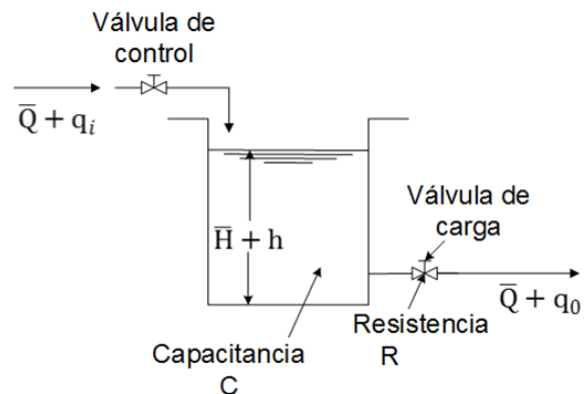 Válvula de
control
Q̅ + qᵢ
Válvula de
carga
H̅ + h
Q̅ + q₀
Resistencia
R
Capacitancia
C